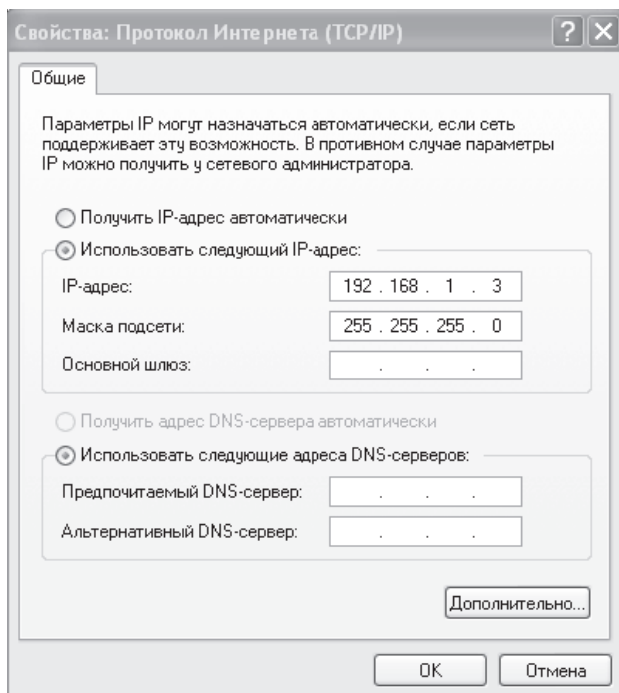 Свойства: Протокол Интернета (TCP/IP)
Общие
Параметры IP могут назначаться автоматически, если сеть
поддерживает эту возможность. В противном случае параметры
IP можно получить у сетевого администратора.
Получить IP-адрес автоматически
Использовать следующий IP-адрес:
IP-адрес: 192 . 168 . 1 . 3
Маска подсети: 255 . 255 . 255 . 0
Основной шлюз: . . .
Получить адрес DNS-сервера автоматически
Использовать следующие адреса DNS-серверов:
Предпочитаемый DNS-сервер: . . .
Альтернативный DNS-сервер: . . .
Дополнительно...
OK Отмена